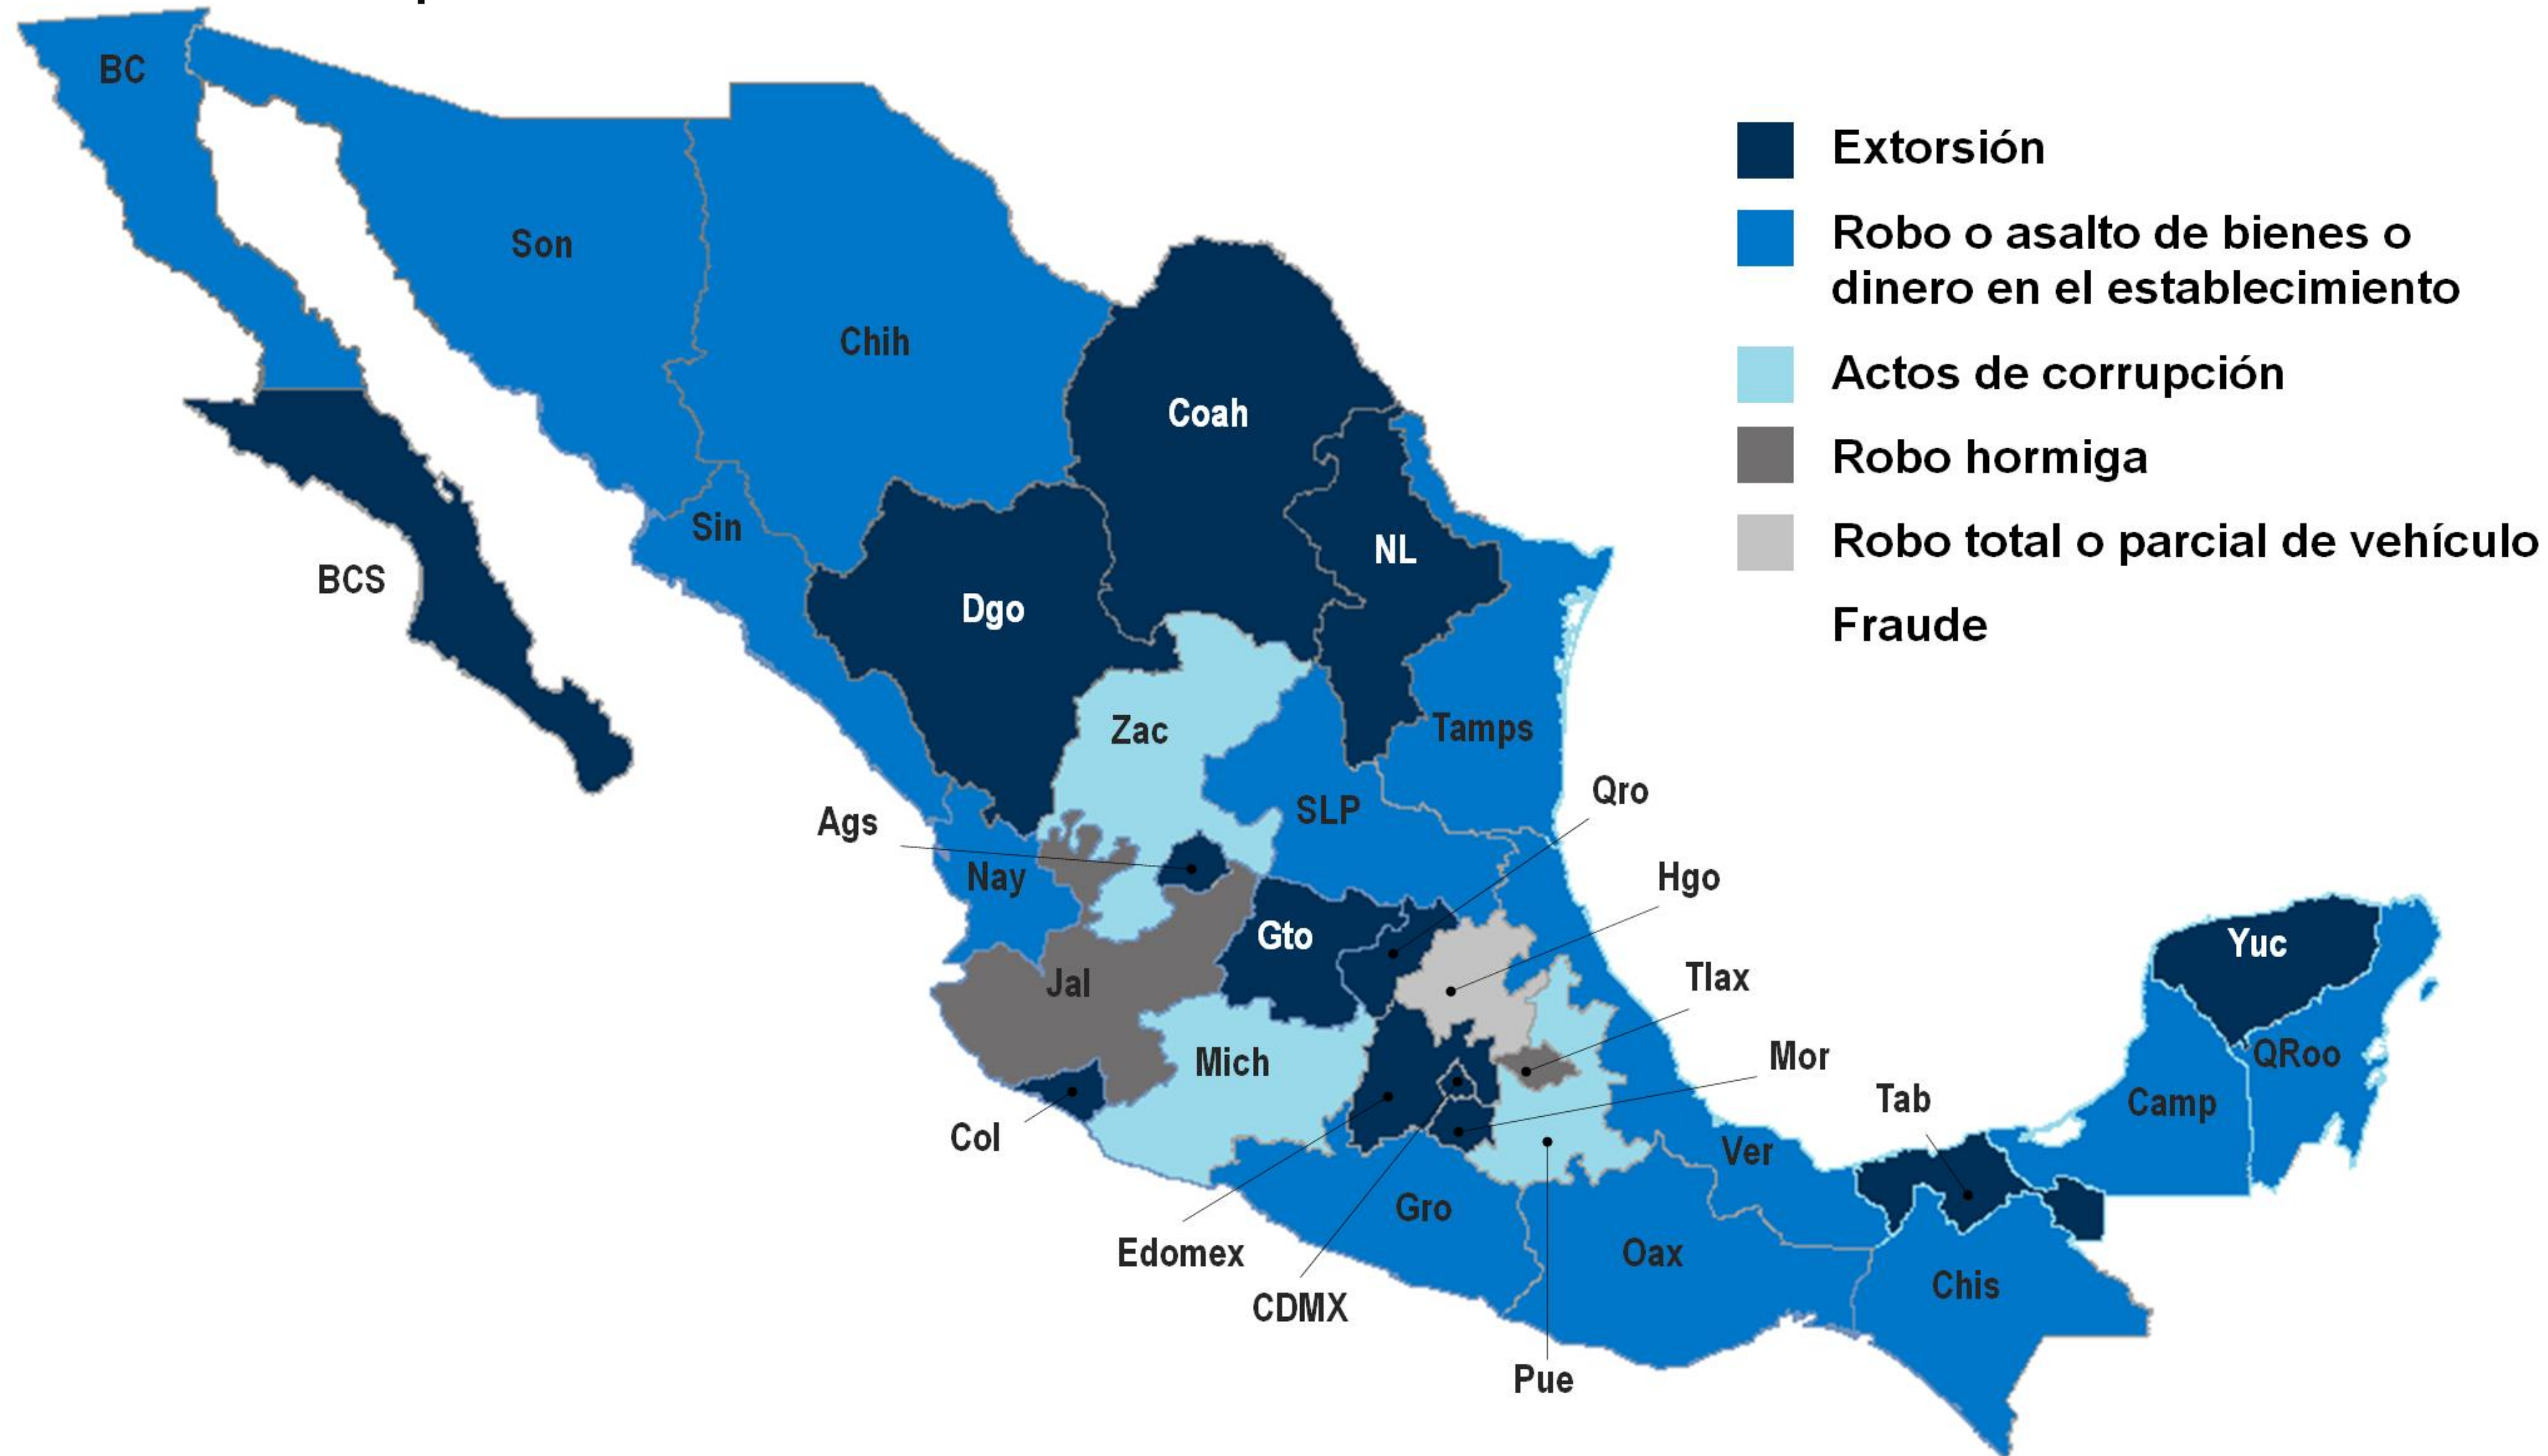 BC
Son
Chih
Coah
NL
Sin
BCS
Dgo
Zac
Tamps
SLP
Qro
Ags
Nay
Hgo
Gto
Jal
Tlax
Yuc
Mich
Mor
QRoo
Tab
Camp
Col
Ver
Gro
Edomex
Oax
CDMX
Chis
Pue
Extorsión
Robo o asalto de bienes o
dinero en el establecimiento
Actos de corrupción
Robo hormiga
Robo total o parcial de vehículo
Fraude